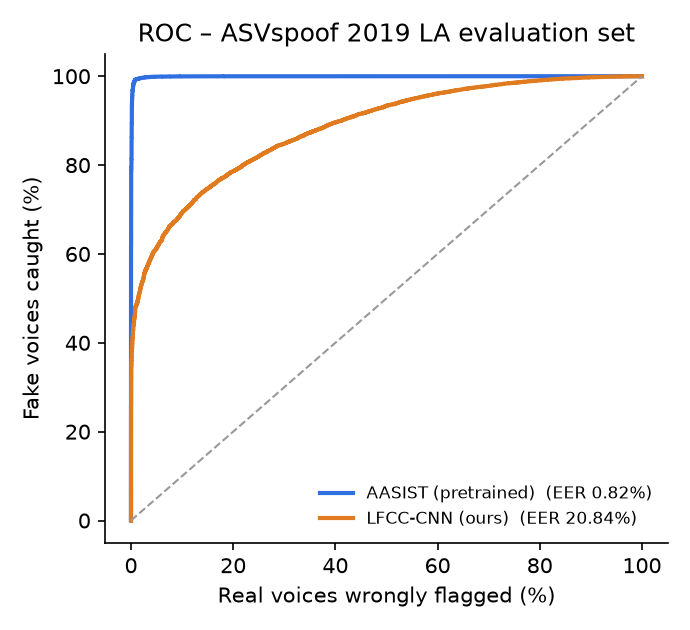 ROC – ASVspoof 2019 LA evaluation set
100
80
60
40
20
0
Fake voices caught (%)
AASIST (pretrained)  (EER 0.82%)
LFCC-CNN (ours)  (EER 20.84%)
0 20 40 60 80 100
Real voices wrongly flagged (%)